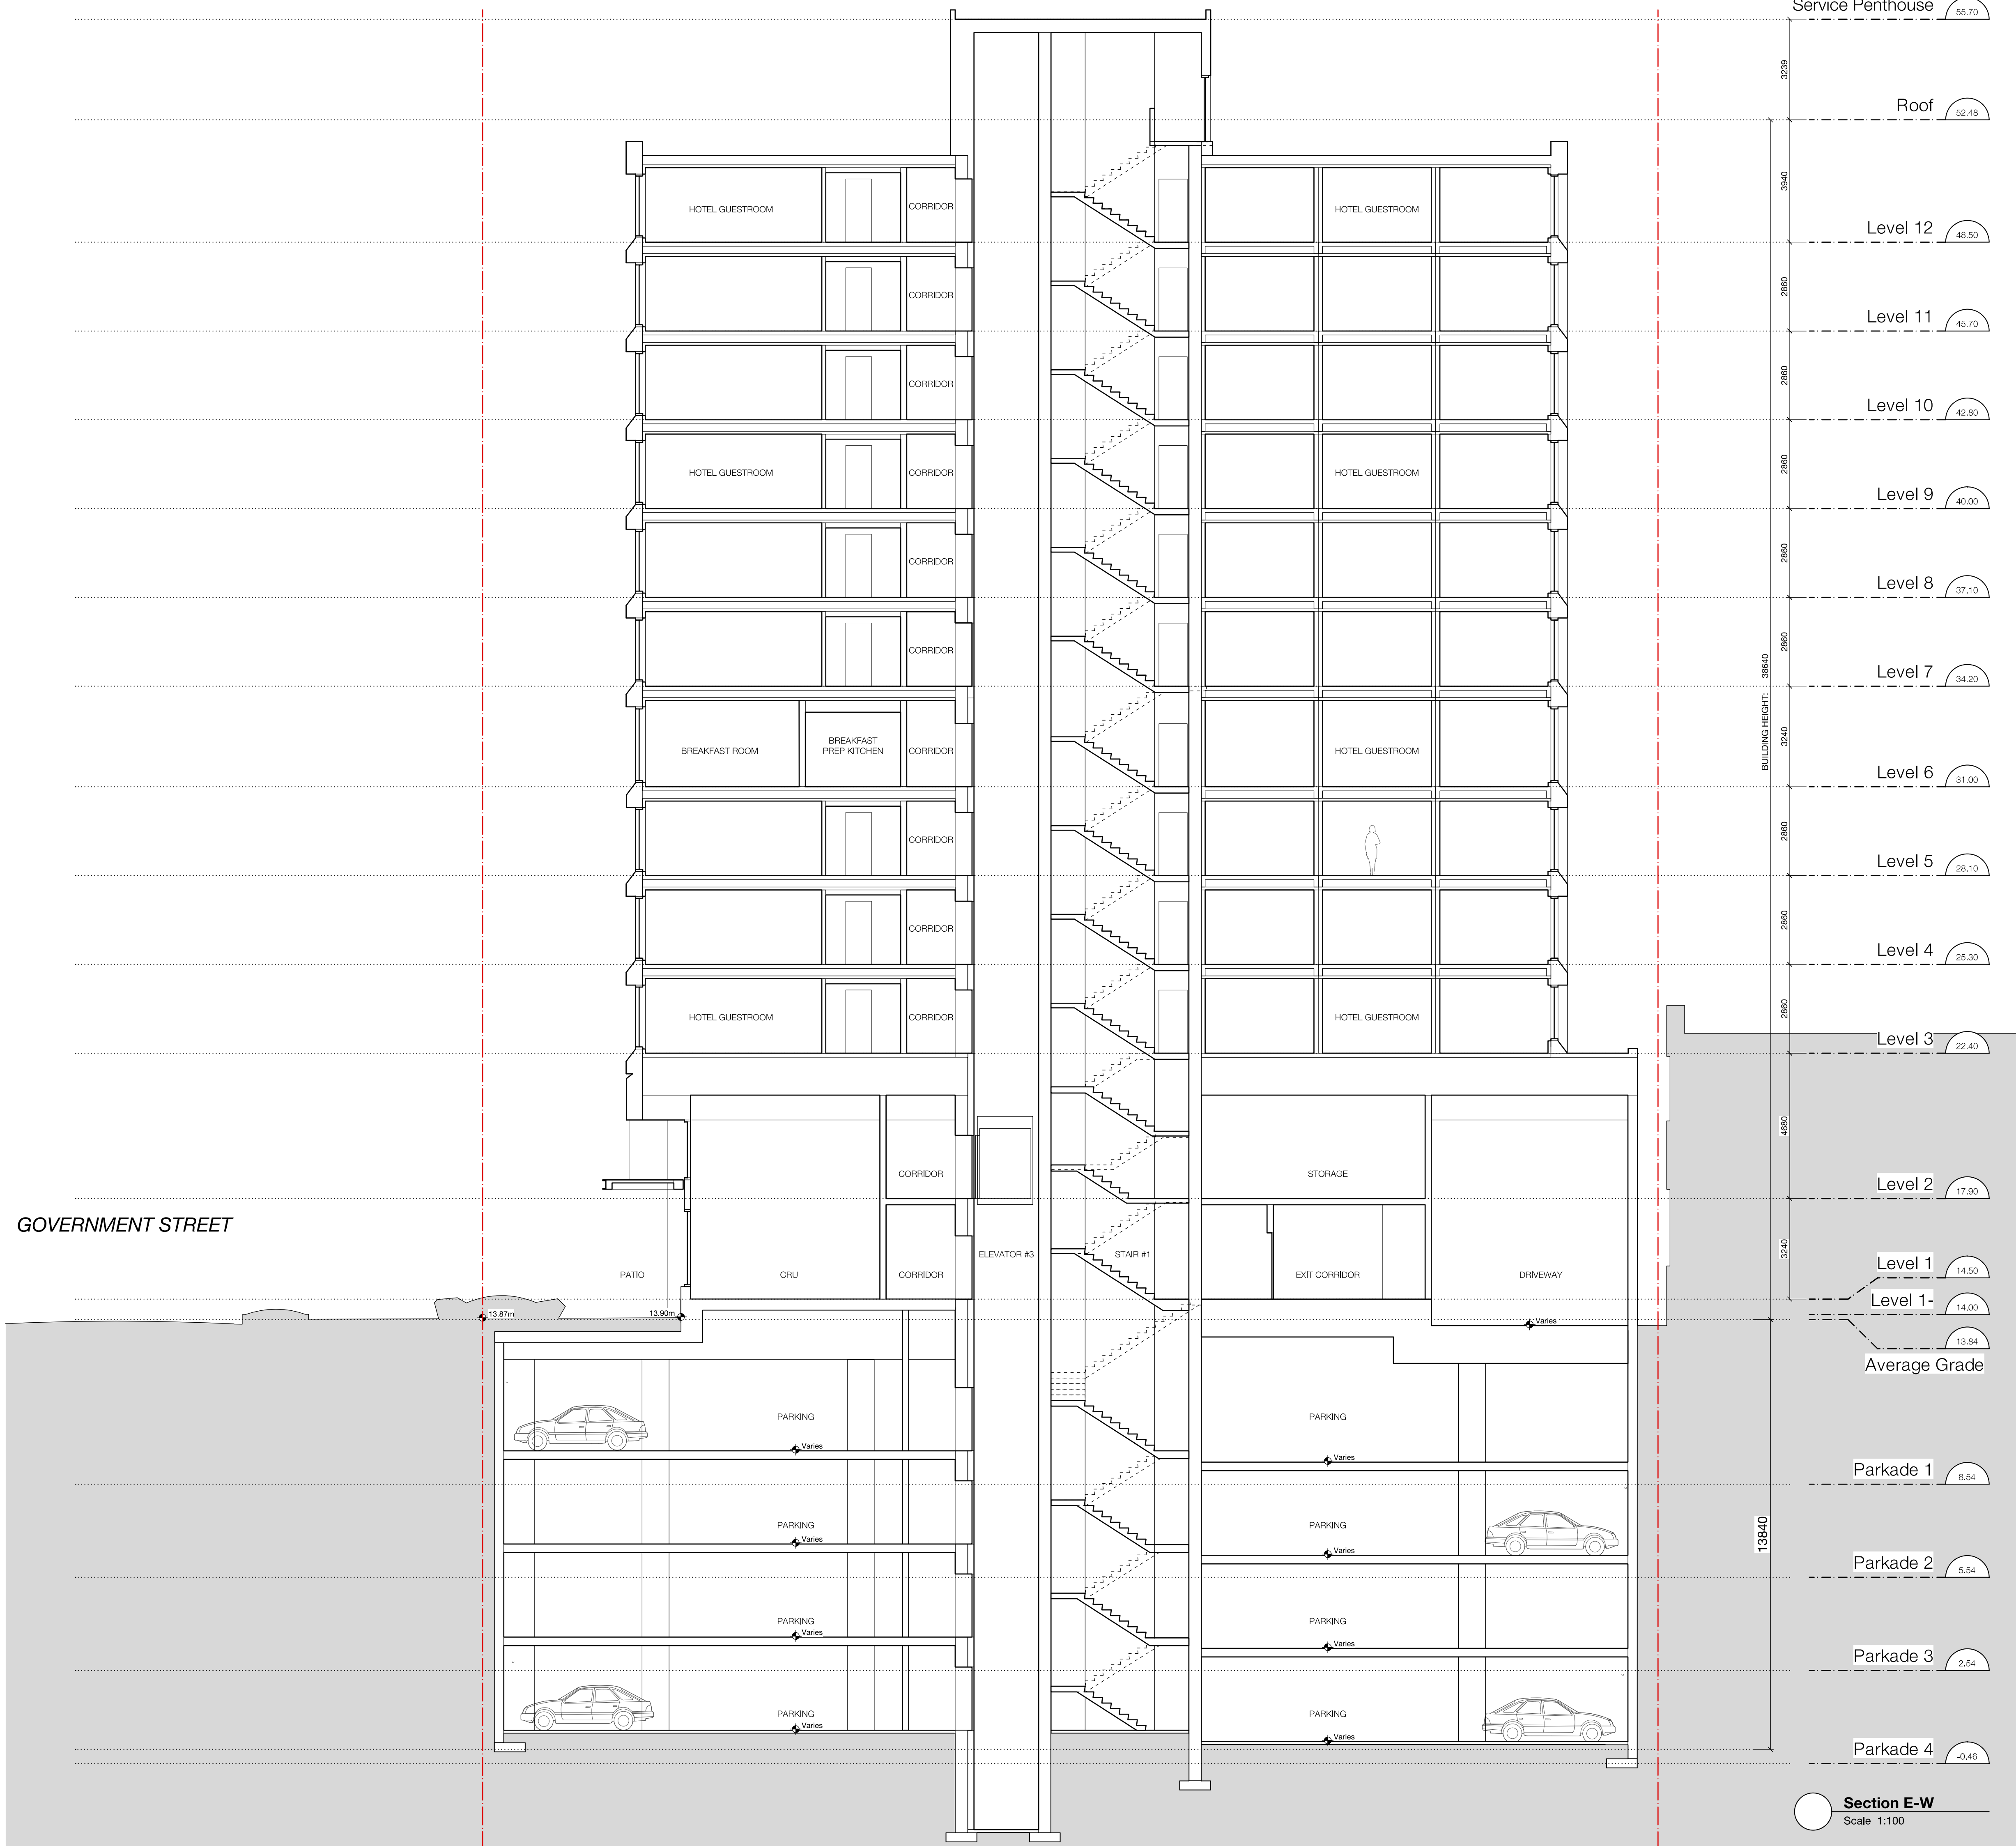 Service Penthouse 55.70
3239
Roof 52.48
3940
HOTEL GUESTROOM CORRIDOR HOTEL GUESTROOM
Level 12 48.50
2860
CORRIDOR
Level 11 45.70
2860
CORRIDOR
Level 10 42.80
2860
HOTEL GUESTROOM CORRIDOR HOTEL GUESTROOM
Level 9 40.00
2860
CORRIDOR
Level 8 37.10
2860
CORRIDOR
BUILDING HEIGHT: 38640
Level 7 34.20
3240
BREAKFAST ROOM
BREAKFAST
PREP KITCHEN
CORRIDOR HOTEL GUESTROOM
Level 6 31.00
2860
CORRIDOR
Level 5 28.10
2860
CORRIDOR
Level 4 25.30
2860
HOTEL GUESTROOM CORRIDOR HOTEL GUESTROOM
Level 3 22.40
4680
CORRIDOR STORAGE
Level 2 17.90
GOVERNMENT STREET
3240
PATIO CRU CORRIDOR ELEVATOR #3 STAIR #1 EXIT CORRIDOR DRIVEWAY
Level 1 14.50
Level 1- 14.00
13.87m 13.90m Varies
13.84
Average Grade
PARKING PARKING
Varies Varies
Parkade 1 8.54
PARKING PARKING
Varies Varies
13840
Parkade 2 5.54
PARKING PARKING
Varies Varies
Parkade 3 2.54
PARKING PARKING
Varies Varies
Parkade 4 -0.46
Section E-W
Scale 1:100